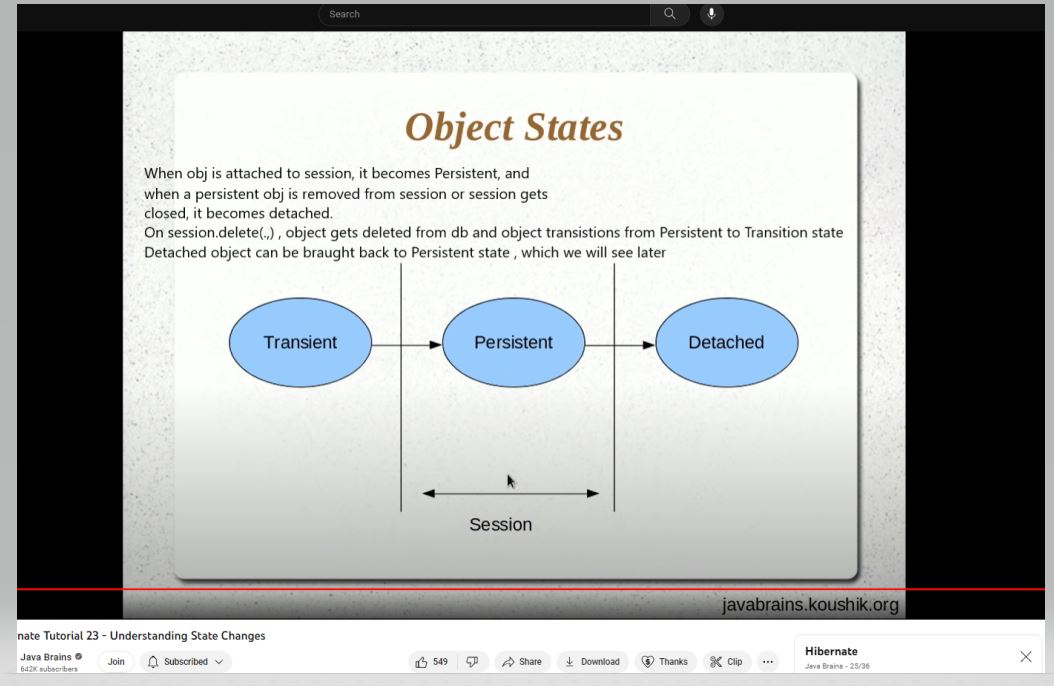 Search
Object States
When obj is attached to session, it becomes Persistent, and
when a persistent obj is removed from session or session gets
closed, it becomes detached.
On session.delete(.,) , object gets deleted from db and object transistions from Persistent to Transition state
Detached object can be braught back to Persistent state , which we will see later
Transient
Persistent
Detached
Session
javabrains.koushik.org
nate Tutorial 23 - Understanding State Changes
Java Brains
642K subscribers
Join
Subscribed
549
Share
Download
Thanks
Clip
Hibernate
Java Brains - 25/36